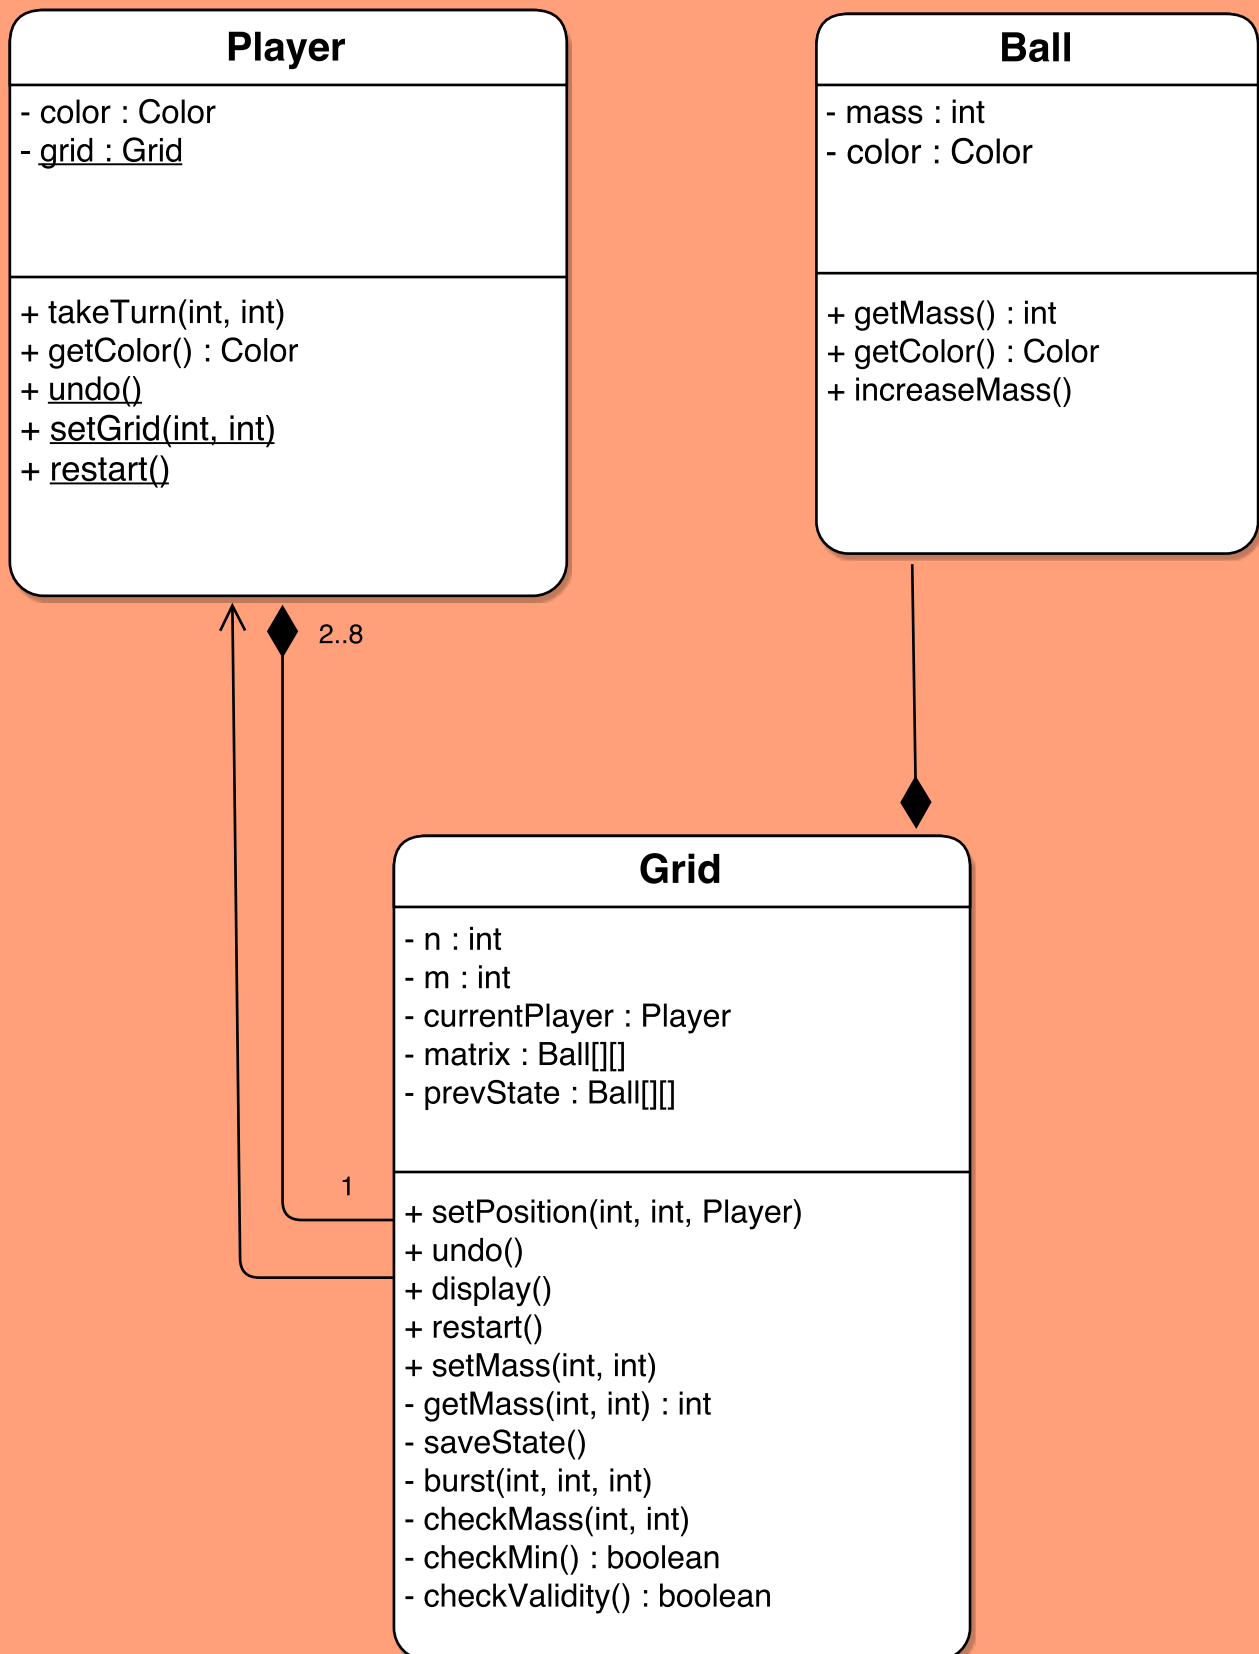 Player
- color : Color
- grid : Grid
+ takeTurn(int, int)
+ getColor() : Color
+ undo()
+ setGrid(int, int)
+ restart()
Ball
- mass : int
- color : Color
+ getMass() : int
+ getColor() : Color
+ increaseMass()
2..8
1
Grid
- n : int
- m : int
- currentPlayer : Player
- matrix : Ball[][]
- prevState : Ball[][]
+ setPosition(int, int, Player)
+ undo()
+ display()
+ restart()
+ setMass(int, int)
- getMass(int, int) : int
- saveState()
- burst(int, int, int)
- checkMass(int, int)
- checkMin() : boolean
- checkValidity() : boolean